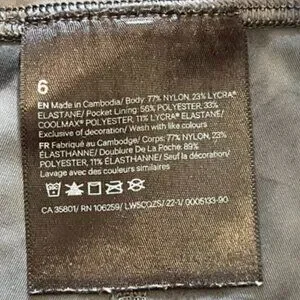 6
EN Made in Cambodia/ Body: 77% NYLON, 23% LYCRA®
ELASTANE/ Pocket Lining: 56% POLYESTER, 33%
COOLMAX® POLYESTER, 11% LYCRA® ELASTANE/
Exclusive of decoration/ Wash with like colours
FR Fabriqué au Cambodge/ Corps: 77% NYLON, 23%
ÉLASTHANNE/ Doublure De La Poche: 89%
POLYESTER, 11% ÉLASTHANNE/ Sauf la décoration/
Lavage avec des couleurs similaires
CA 35801/ RN 106259/ LW5CQZS/ 22-1/ 0005133-90